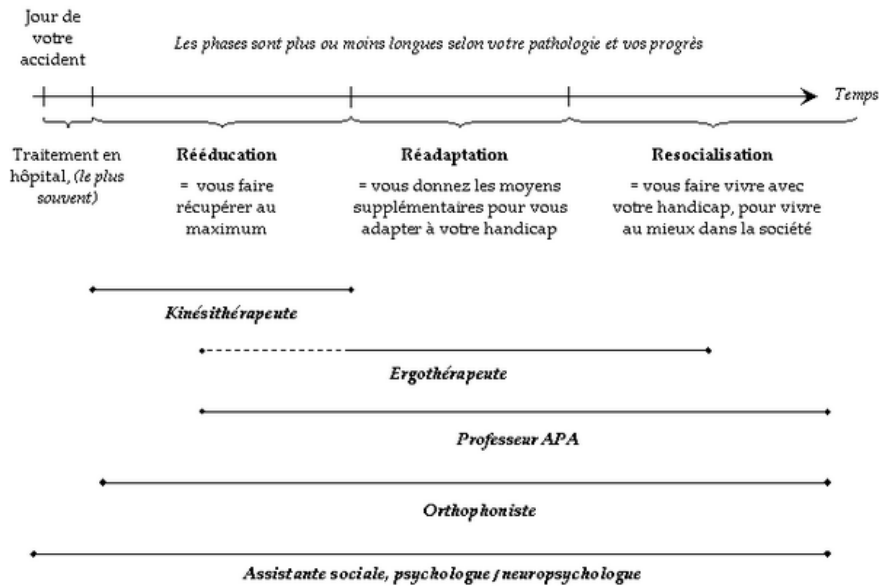 Jour de
votre
accident
Les phases sont plus ou moins longues selon votre pathologie et vos progrès
Temps
Traitement en
hôpital, (le plus
souvent)
Rééducation
= vous faire
récupérer au
maximum
Réadaptation
= vous donnez les moyens
supplémentaires pour vous
adapter à votre handicap
Resocialisation
= vous faire vivre avec
votre handicap, pour vivre
au mieux dans la société
Kinésithérapeute
Ergothérapeute
Professeur APA
Orthophoniste
Assistante sociale, psychologue / neuropsychologue